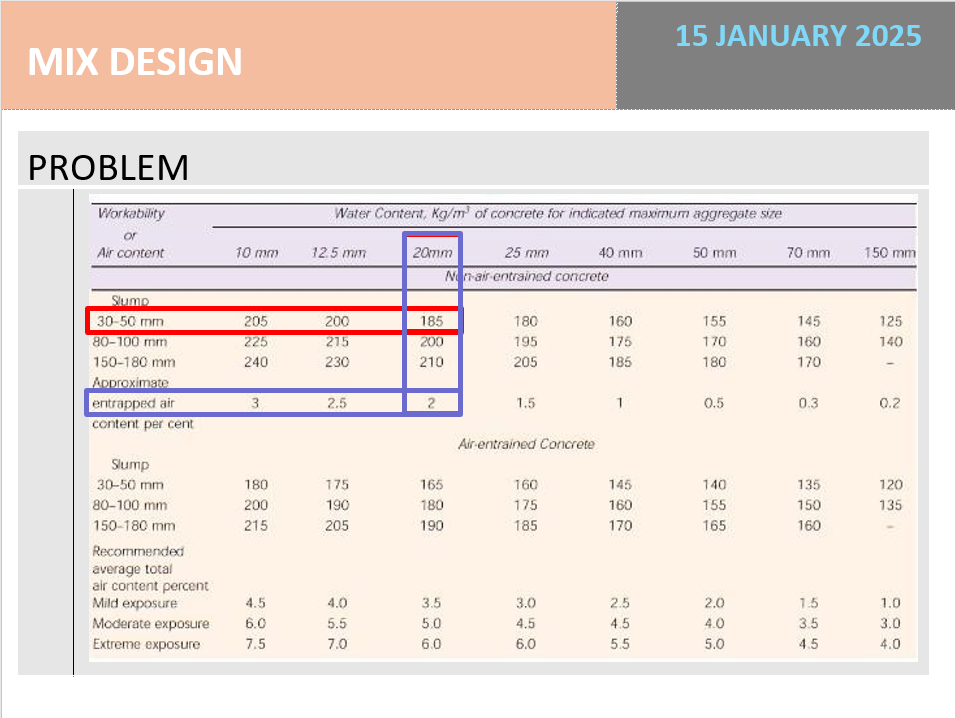 MIX DESIGN
15 JANUARY 2025
PROBLEM
Workability or Air content
Water Content, Kg/m³ of concrete for indicated maximum aggregate size
10 mm 12.5 mm 20mm 25 mm 40 mm 50 mm 70 mm 150 mm
Non-air-entrained concrete
Slump
30–50 mm 205 200 185 180 160 155 145 125
80–100 mm 225 215 200 195 175 170 160 140
150–180 mm 240 230 210 205 185 180 170 –
Approximate
entrapped air 3 2.5 2 1.5 1 0.5 0.3 0.2
content per cent
Air-entrained Concrete
Slump
30–50 mm 180 175 165 160 145 140 135 120
80–100 mm 200 190 180 175 160 155 150 135
150–180 mm 215 205 190 185 170 165 160 –
Recommended
average total
air content percent
Mild exposure 4.5 4.0 3.5 3.0 2.5 2.0 1.5 1.0
Moderate exposure 6.0 5.5 5.0 4.5 4.5 4.0 3.5 3.0
Extreme exposure 7.5 7.0 6.0 6.0 5.5 5.0 4.5 4.0